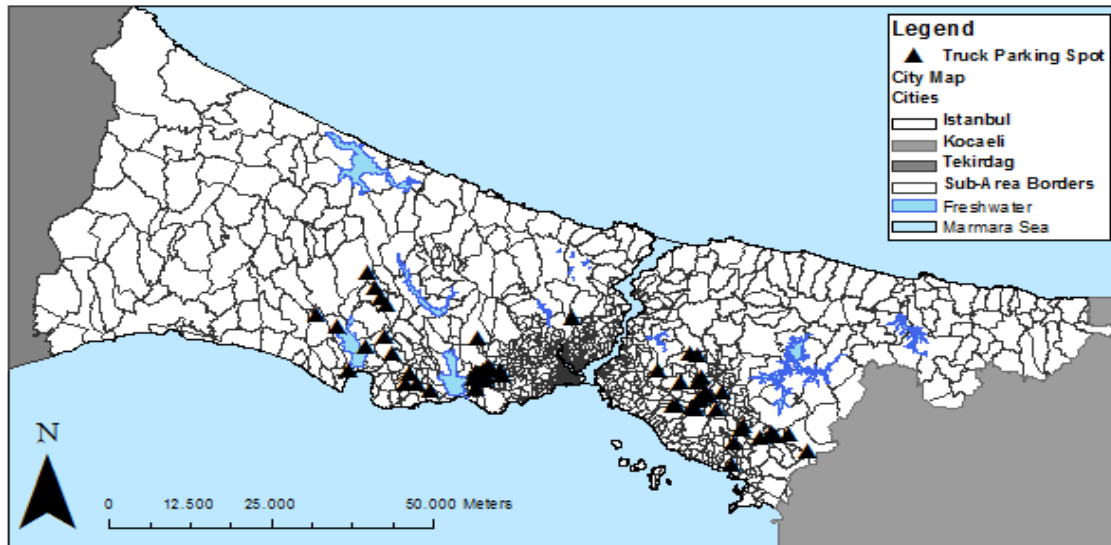 Legend
Truck Parking Spot
City Map
Cities
Istanbul
Kocaeli
Tekirdag
Sub-Area Borders
Freshwater
Marmara Sea
N
0 12.500 25.000 50.000 Meters